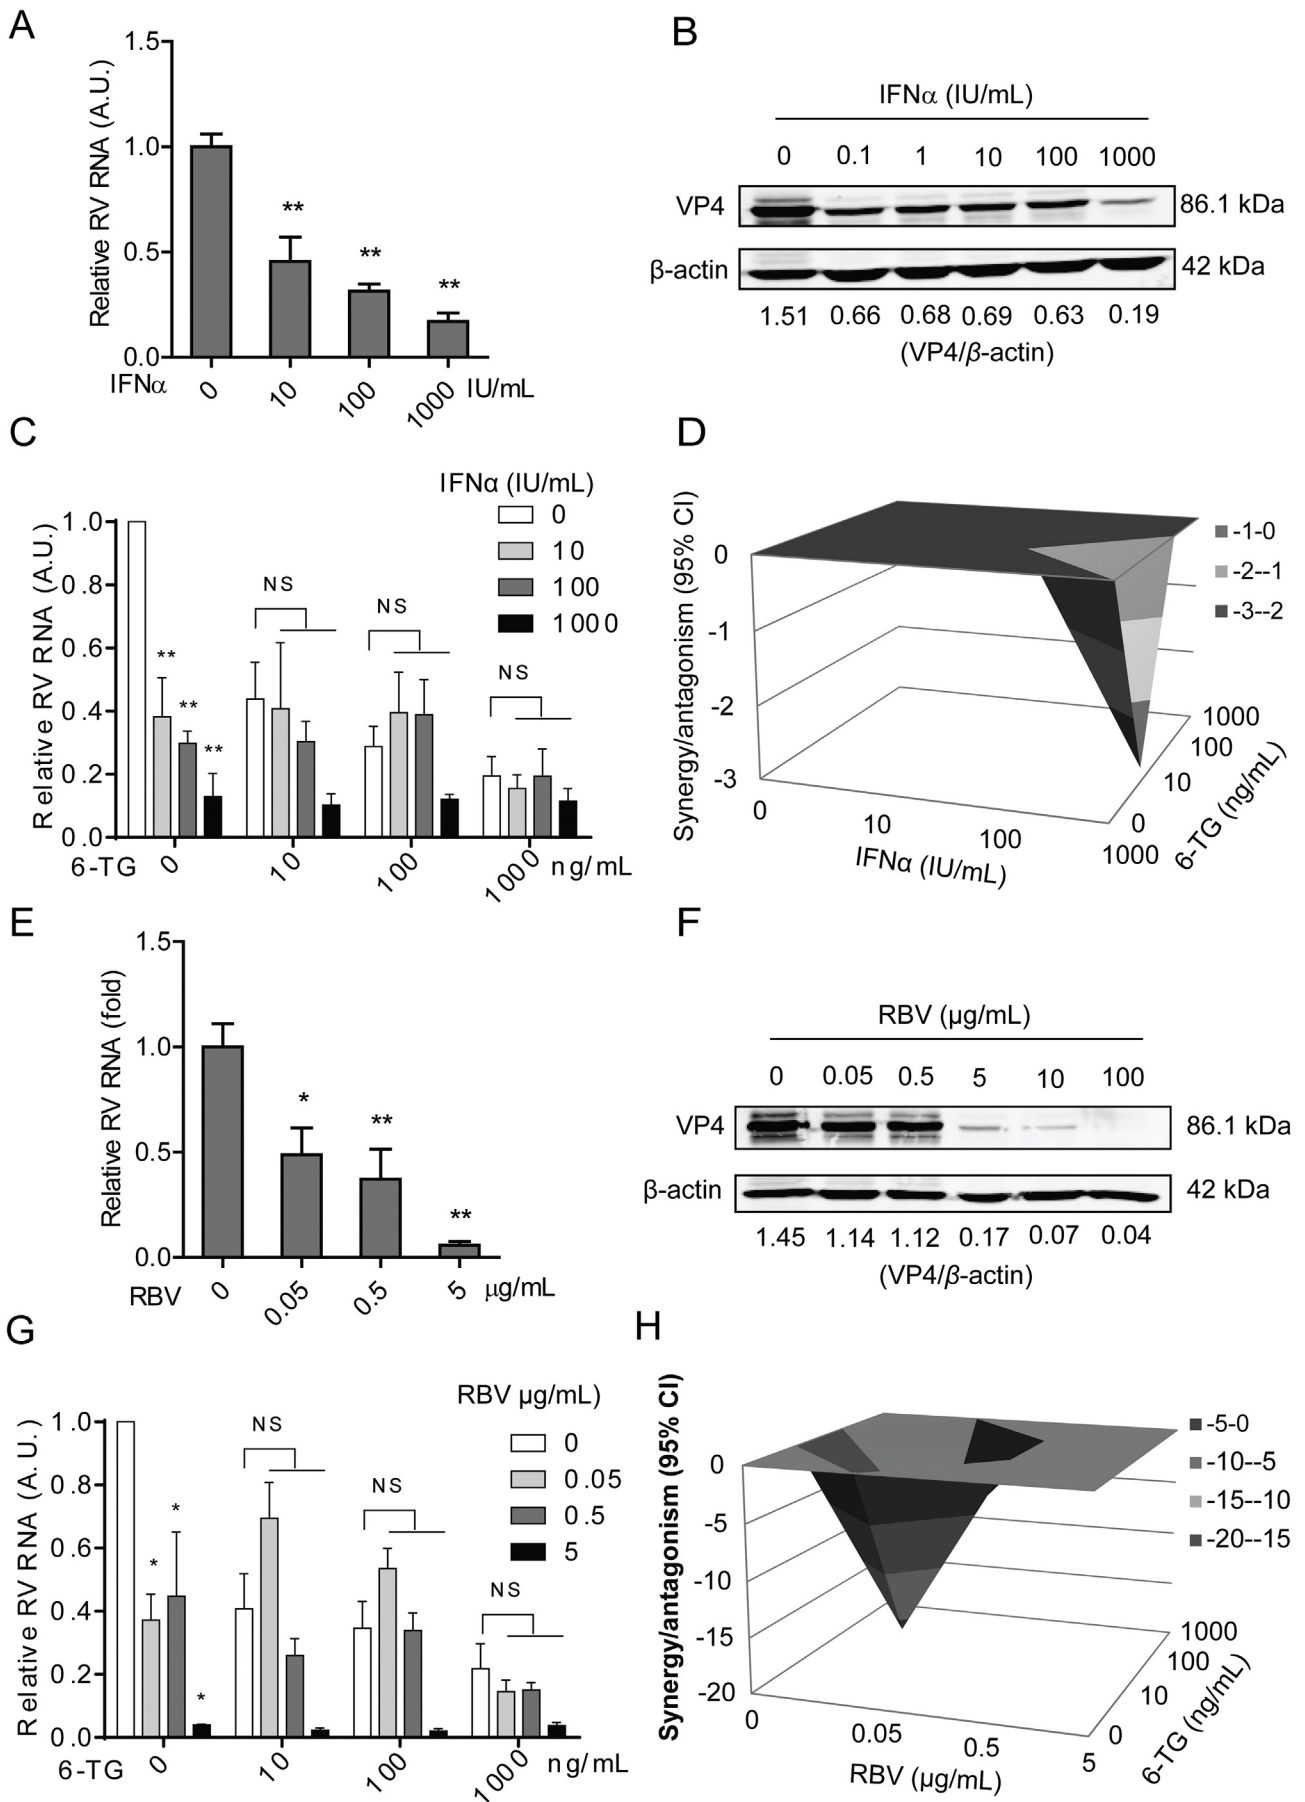 A
1.5
1.0
0.5
0.0
Relative RV RNA (A.U.)
**
**
**
IFNα
0
10
100
1000
IU/mL
B
IFNα (IU/mL)
0 0.1 1 10 100 1000
VP4
86.1 kDa
β-actin
42 kDa
1.51 0.66 0.68 0.69 0.63 0.19
(VP4/β-actin)
C
IFNα (IU/mL)
0
10
100
1000
1.0
0.8
0.6
0.4
0.2
0.0
Relative RV RNA (A.U.)
**
**
**
NS
NS
NS
6-TG
0
10
100
1000
ng/mL
D
Synergy/antagonism (95% CI)
0
-1
-2
-3
-1-0
-2--1
-3--2
0
10
100
1000
IFNα (IU/mL)
0
10
100
1000
6-TG (ng/mL)
E
1.5
1.0
0.5
0.0
Relative RV RNA (fold)
*
**
**
RBV
0
0.05
0.5
5
µg/mL
F
RBV (µg/mL)
0 0.05 0.5 5 10 100
VP4
86.1 kDa
β-actin
42 kDa
1.45 1.14 1.12 0.17 0.07 0.04
(VP4/β-actin)
G
RBV µg/mL)
0
0.05
0.5
5
1.0
0.8
0.6
0.4
0.2
0.0
Relative RV RNA (A. U.)
*
*
*
NS
NS
NS
6-TG
0
10
100
1000
ng/mL
H
Synergy/antagonism (95% CI)
0
-5
-10
-15
-20
-5-0
-10--5
-15--10
-20--15
0
0.05
0.5
5
RBV (µg/mL)
0
10
100
1000
6-TG (ng/mL)